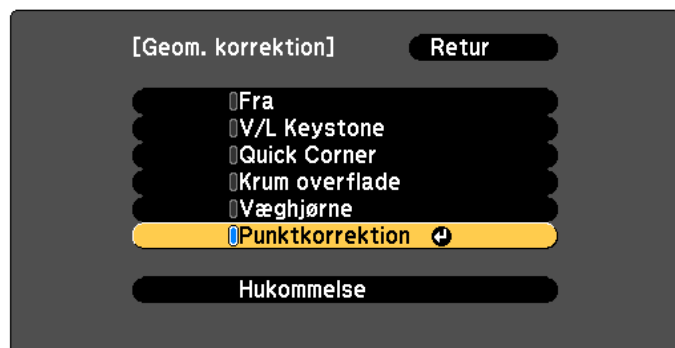 [Geom. korrektion] Retur
Fra
V/L Keystone
Quick Corner
Krum overflade
Væghjørne
Punktkorrektion
Hukommelse